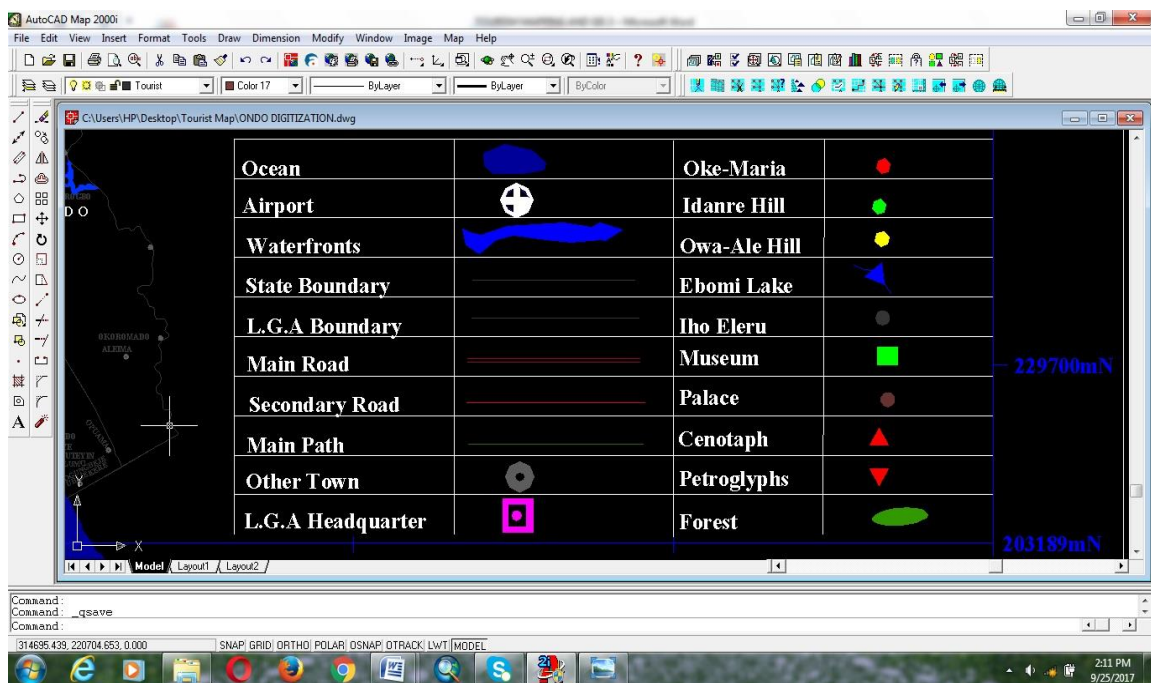 AutoCAD Map 2000i
File Edit View Insert Format Tools Draw Dimension Modify Window Image Map Help
Tourist Color 17 ByLayer ByLayer ByColor
C:\Users\HP\Desktop\Tourist Map\ONDO DIGITIZATION.dwg
Ocean Oke-Maria
Airport Idanre Hill
D O
Waterfronts Owa-Ale Hill
State Boundary Ebomi Lake
L.G.A Boundary Iho Eleru
OKOROMABO
Main Road Museum
229700mN
Secondary Road Palace
Main Path Cenotaph
Other Town Petroglyphs
L.G.A Headquarter Forest
Y
X
203189mN
Model Layout1 Layout2
Command:
Command: _qsave
Command:
314695.439, 220704.653, 0.000 SNAP GRID ORTHO POLAR OSNAP OTRACK LWT MODEL
2:11 PM
9/25/2017